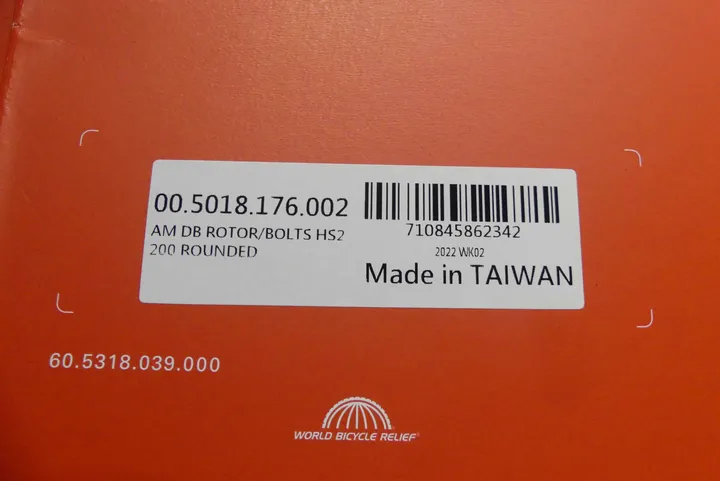 00.5018.176.002
AM DB ROTOR/BOLTS HS2
200 ROUNDED
710845862342
2022 WK02
Made in TAIWAN
60.5318.039.000
WORLD BICYCLE RELIEF®